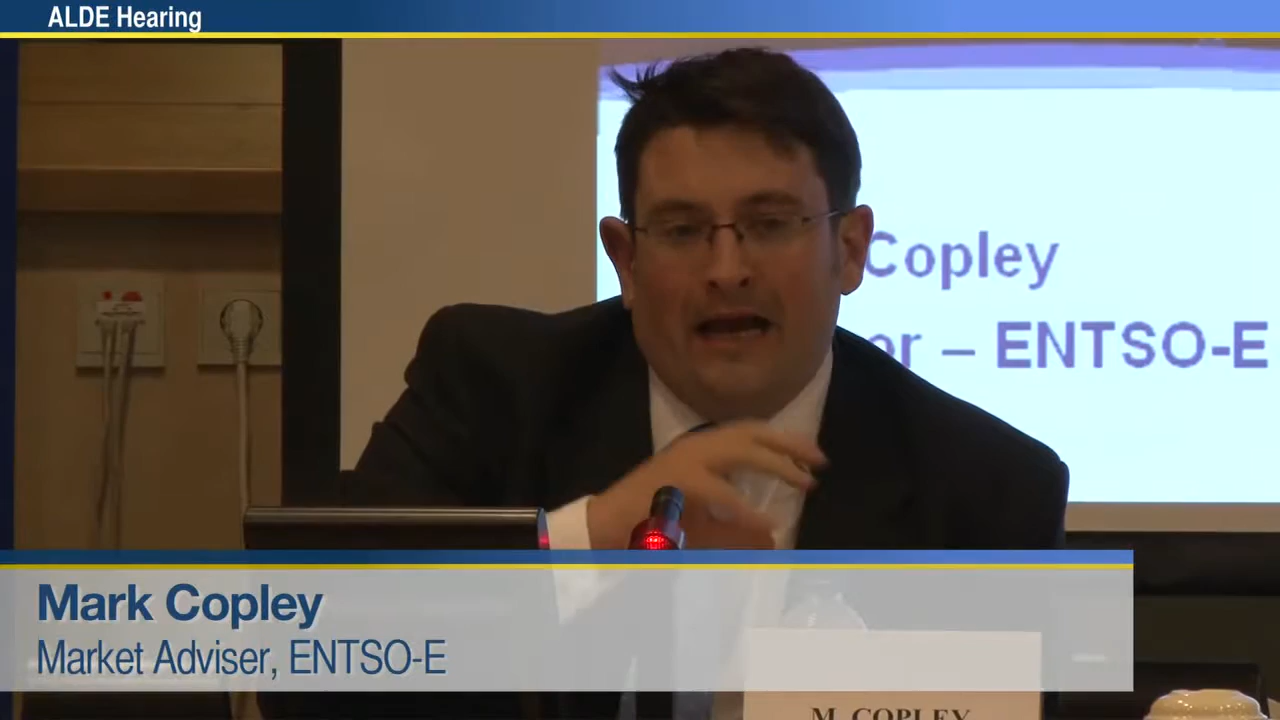 ALDE Hearing
Copley
or – ENTSO-E
Mark Copley
Market Adviser, ENTSO-E
M. COPLEY